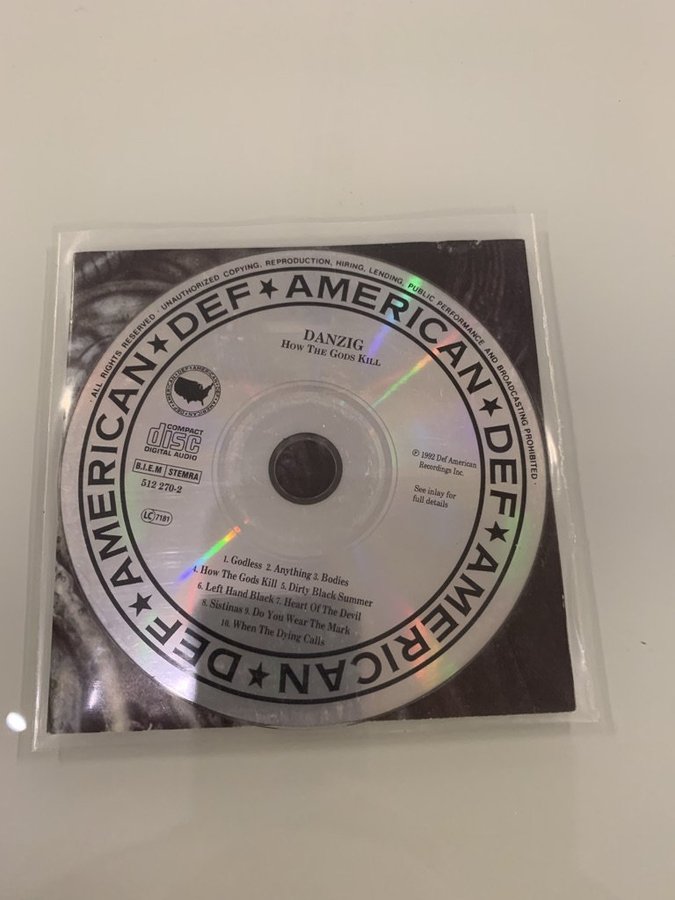 · ALL RIGHTS RESERVED · UNAUTHORIZED COPYING, REPRODUCTION, HIRING, LENDING, PUBLIC PERFORMANCE AND BROADCASTING PROHIBITED ·
DEF ★ AMERICAN ★ DEF ★ AMERICAN ★ DEF ★ AMERICAN ★
DANZIG
HOW THE GODS KILL
COMPACT
disc
DIGITAL AUDIO
B.I.E.M STEMRA
512 270-2
LC 7181
℗ 1992 Def American
Recordings Inc.
See inlay for
full details
1. Godless 2. Anything 3. Bodies
4. How The Gods Kill 5. Dirty Black Summer
6. Left Hand Black 7. Heart Of The Devil
8. Sistinas 9. Do You Wear The Mark
10. When The Dying Calls